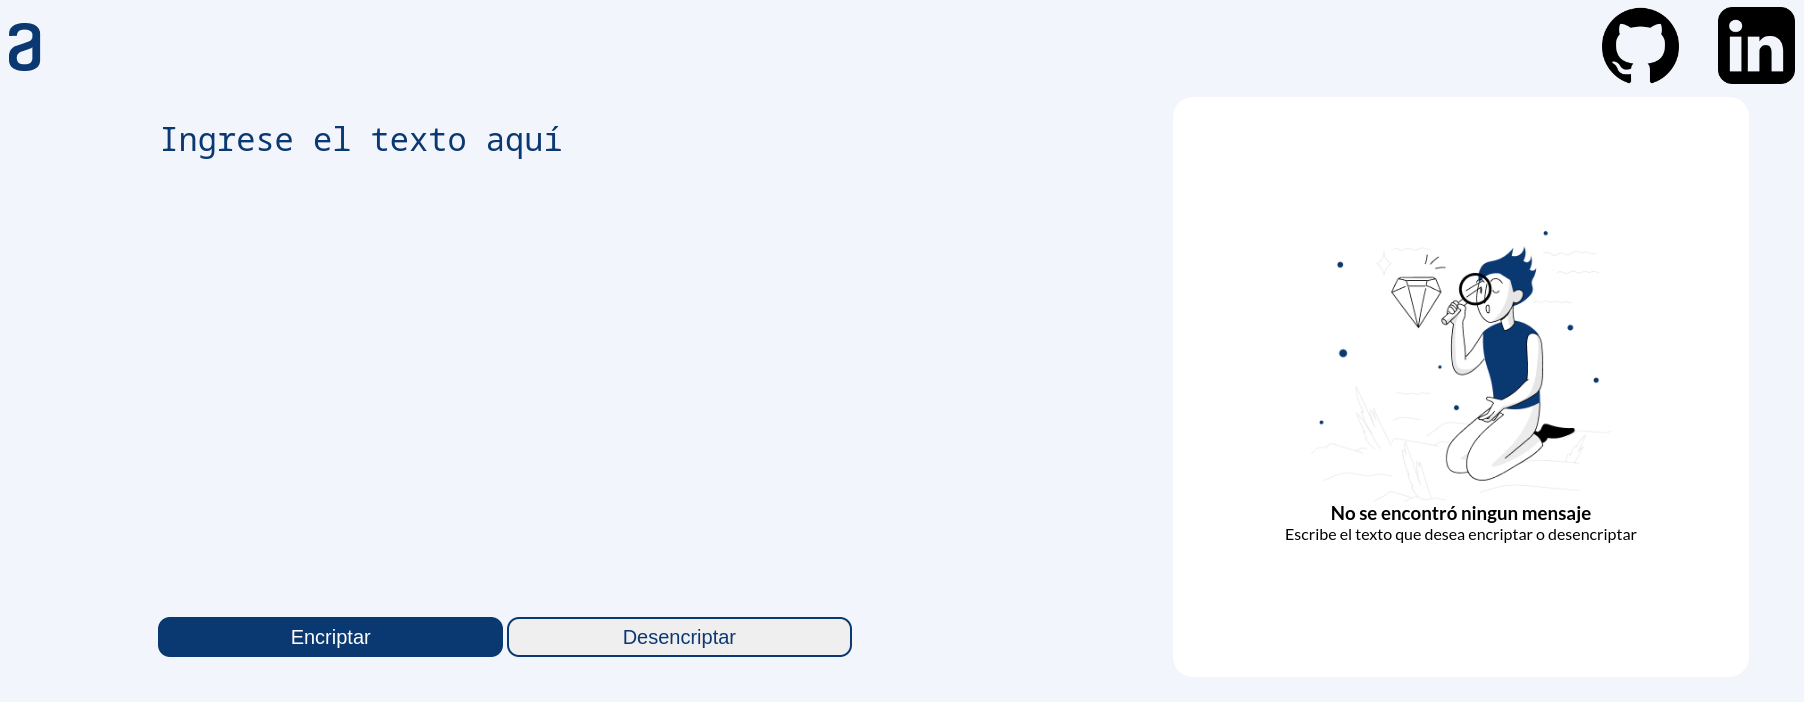 a
in
Ingrese el texto aquí
No se encontró ningun mensaje
Escribe el texto que desea encriptar o desencriptar
Encriptar
Desencriptar